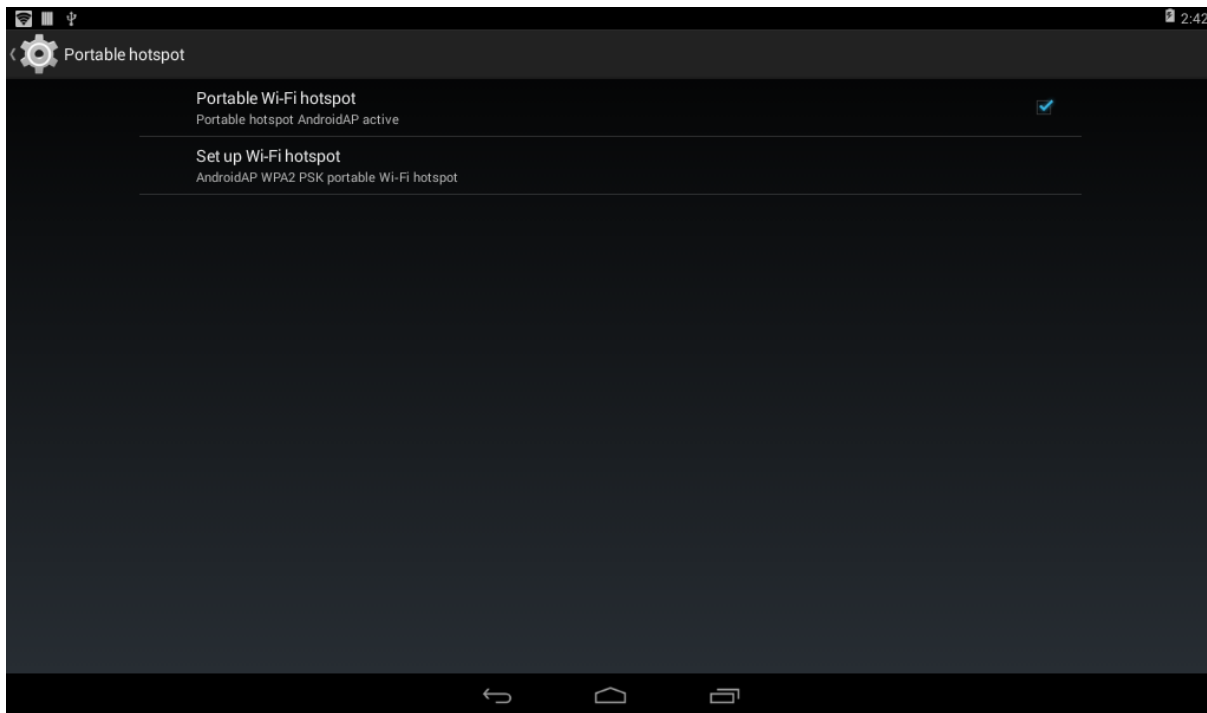 2:42
Portable hotspot
Portable Wi-Fi hotspot
Portable hotspot AndroidAP active
Set up Wi-Fi hotspot
AndroidAP WPA2 PSK portable Wi-Fi hotspot